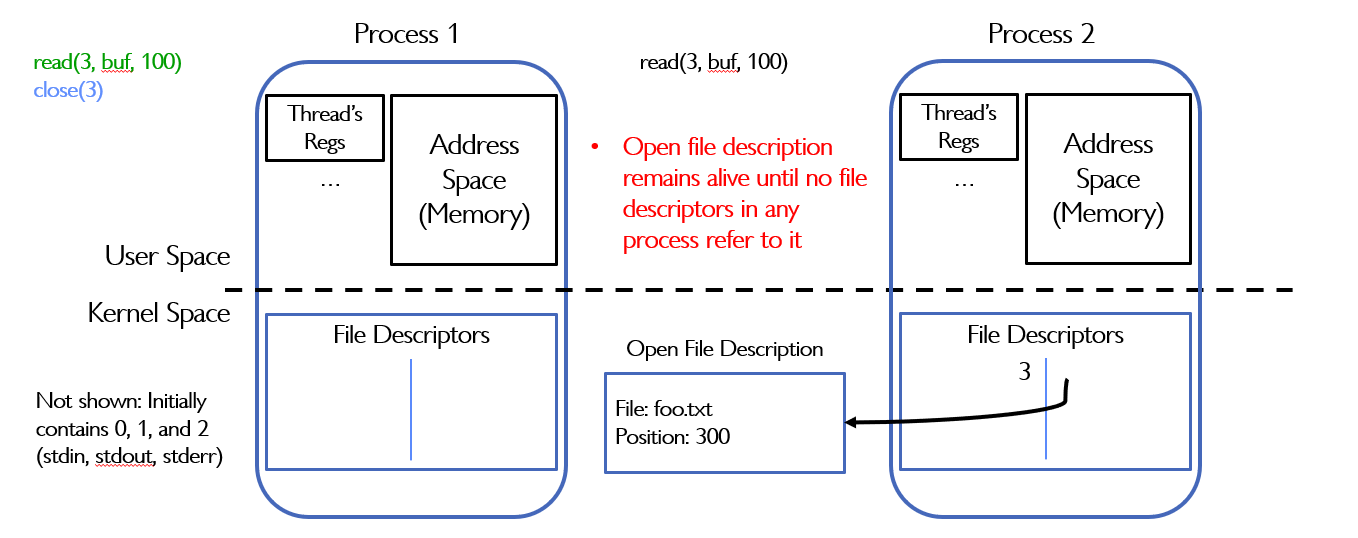 Process 1
read(3, buf, 100)
close(3)
Thread's
Regs
...
Address
Space
(Memory)
read(3, buf, 100)
• Open file description
remains alive until no file
descriptors in any
process refer to it
Process 2
Thread's
Regs
...
Address
Space
(Memory)
User Space
Kernel Space
File Descriptors
Not shown: Initially
contains 0, 1, and 2
(stdin, stdout, stderr)
Open File Description
File: foo.txt
Position: 300
File Descriptors
3